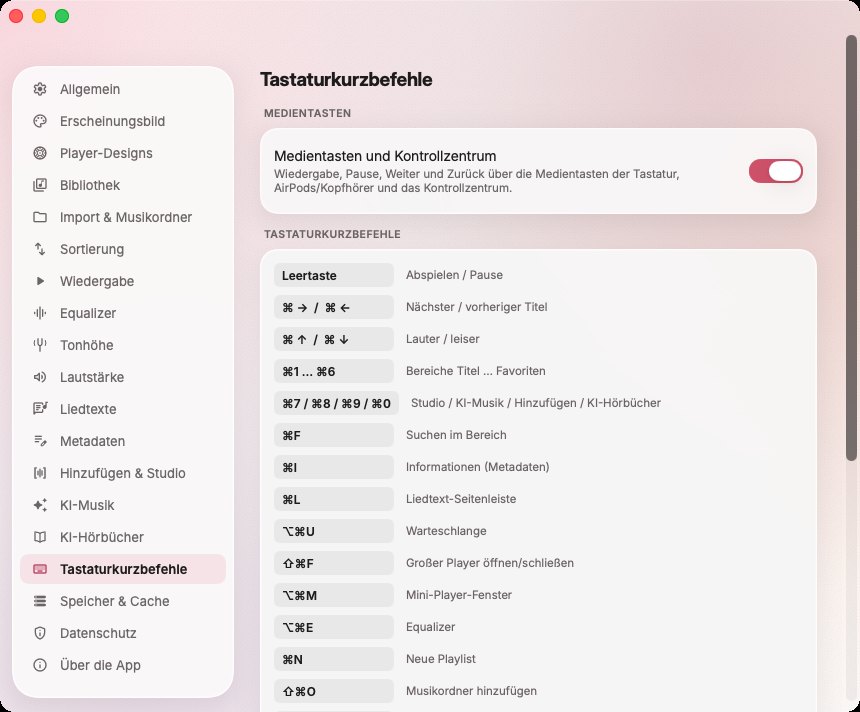 Allgemein
Erscheinungsbild
Player-Designs
Bibliothek
Import & Musikordner
Sortierung
Wiedergabe
Equalizer
Tonhöhe
Lautstärke
Liedtexte
Metadaten
Hinzufügen & Studio
KI-Musik
KI-Hörbücher
Tastaturkurzbefehle
Speicher & Cache
Datenschutz
Über die App
Tastaturkurzbefehle
MEDIENTASTEN
Medientasten und Kontrollzentrum
Wiedergabe, Pause, Weiter und Zurück über die Medientasten der Tastatur,
AirPods/Kopfhörer und das Kontrollzentrum.
TASTATURKURZBEFEHLE
Leertaste Abspielen / Pause
⌘ → / ⌘ ← Nächster / vorheriger Titel
⌘ ↑ / ⌘ ↓ Lauter / leiser
⌘1 … ⌘6 Bereiche Titel … Favoriten
⌘7 / ⌘8 / ⌘9 / ⌘0 Studio / KI-Musik / Hinzufügen / KI-Hörbücher
⌘F Suchen im Bereich
⌘I Informationen (Metadaten)
⌘L Liedtext-Seitenleiste
⌥⌘U Warteschlange
⇧⌘F Großer Player öffnen/schließen
⌥⌘M Mini-Player-Fenster
⌥⌘E Equalizer
⌘N Neue Playlist
⇧⌘O Musikordner hinzufügen